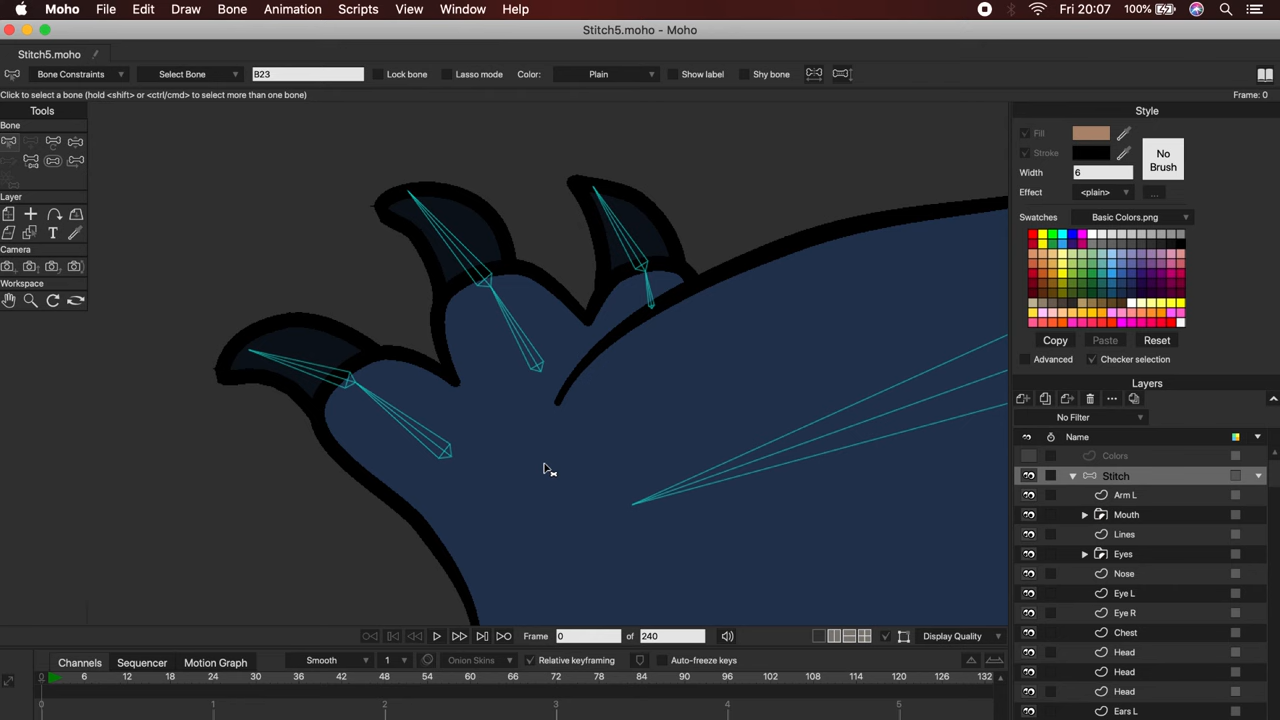 Moho File Edit Draw Bone Animation Scripts View Window Help 100% Fri 20:07
Stitch5.moho - Moho
Stitch5.moho
Bone Constraints Select Bone B23 Lock bone Lasso mode Color: Plain Show label Shy bone
Click to select a bone (hold <shift> or <ctrl/cmd> to select more than one bone) Frame: 0
Tools
Bone
Layer
Camera
Workspace
Style
Fill
Stroke
No Brush
Width 6
Effect <plain> ...
Swatches Basic Colors.png
Copy Paste Reset
Advanced Checker selection
Layers
No Filter
Name
Colors
Stitch
Arm L
Mouth
Lines
Eyes
Nose
Eye L
Eye R
Chest
Head
Head
Head
Ears L
Frame 0 of 240 Display Quality
Channels Sequencer Motion Graph Smooth 1 Onion Skins Relative keyframing Auto-freeze keys
6 12 18 24 30 36 42 48 54 60 66 72 78 84 90 96 102 108 114 120 126 132
0 1 2 3 4 5